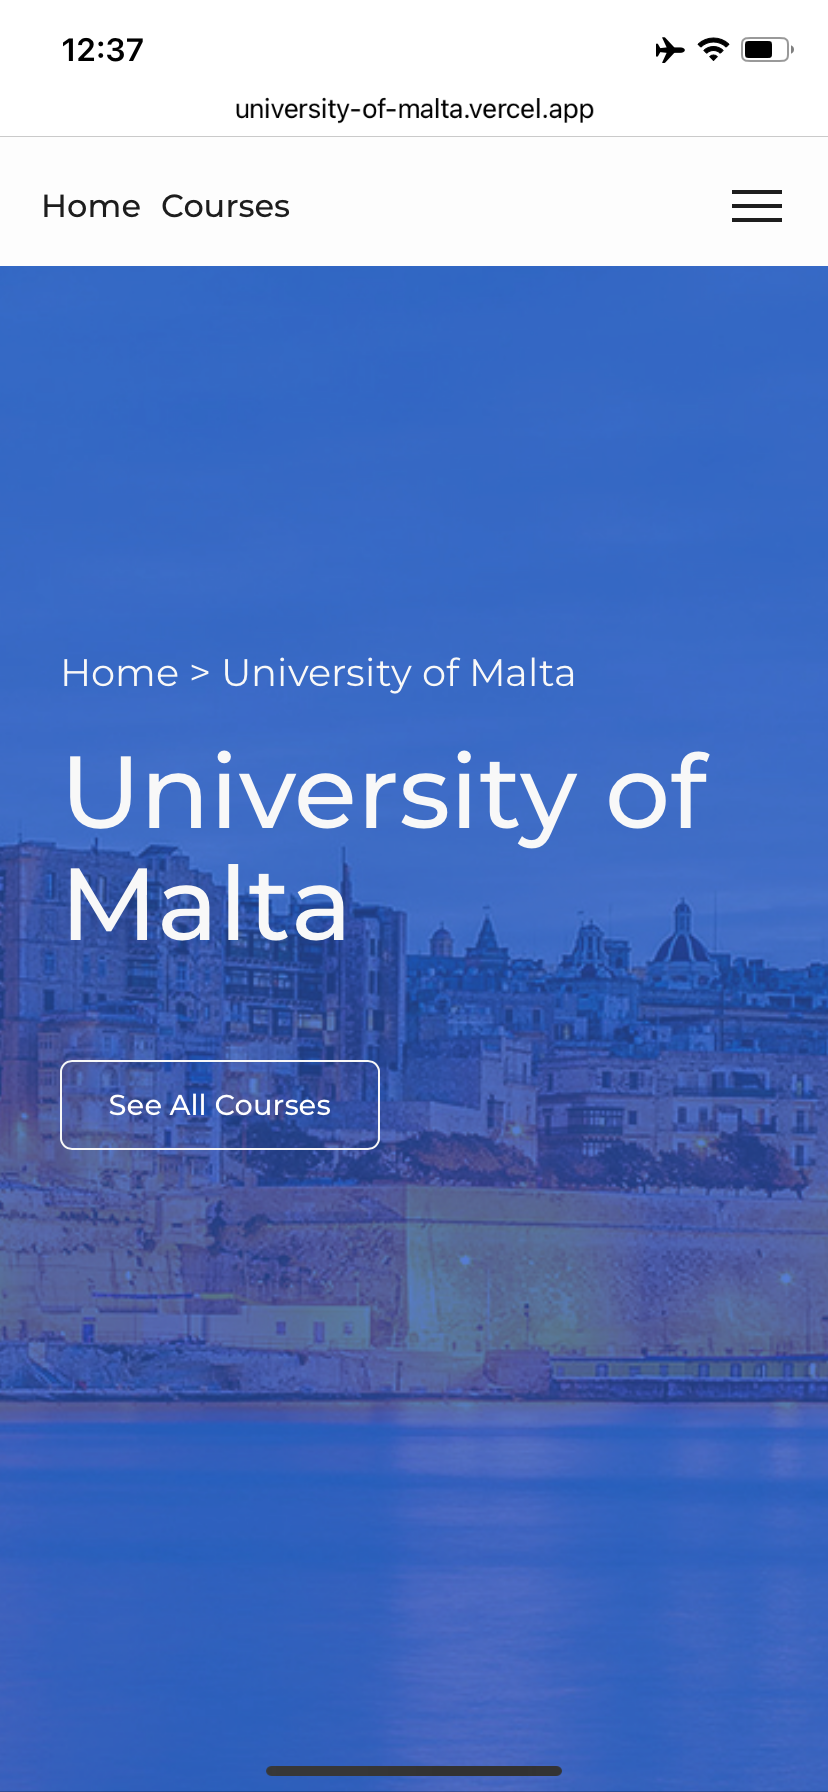 12:37
university-of-malta.vercel.app
Home Courses
Home > University of Malta
University of
Malta
See All Courses